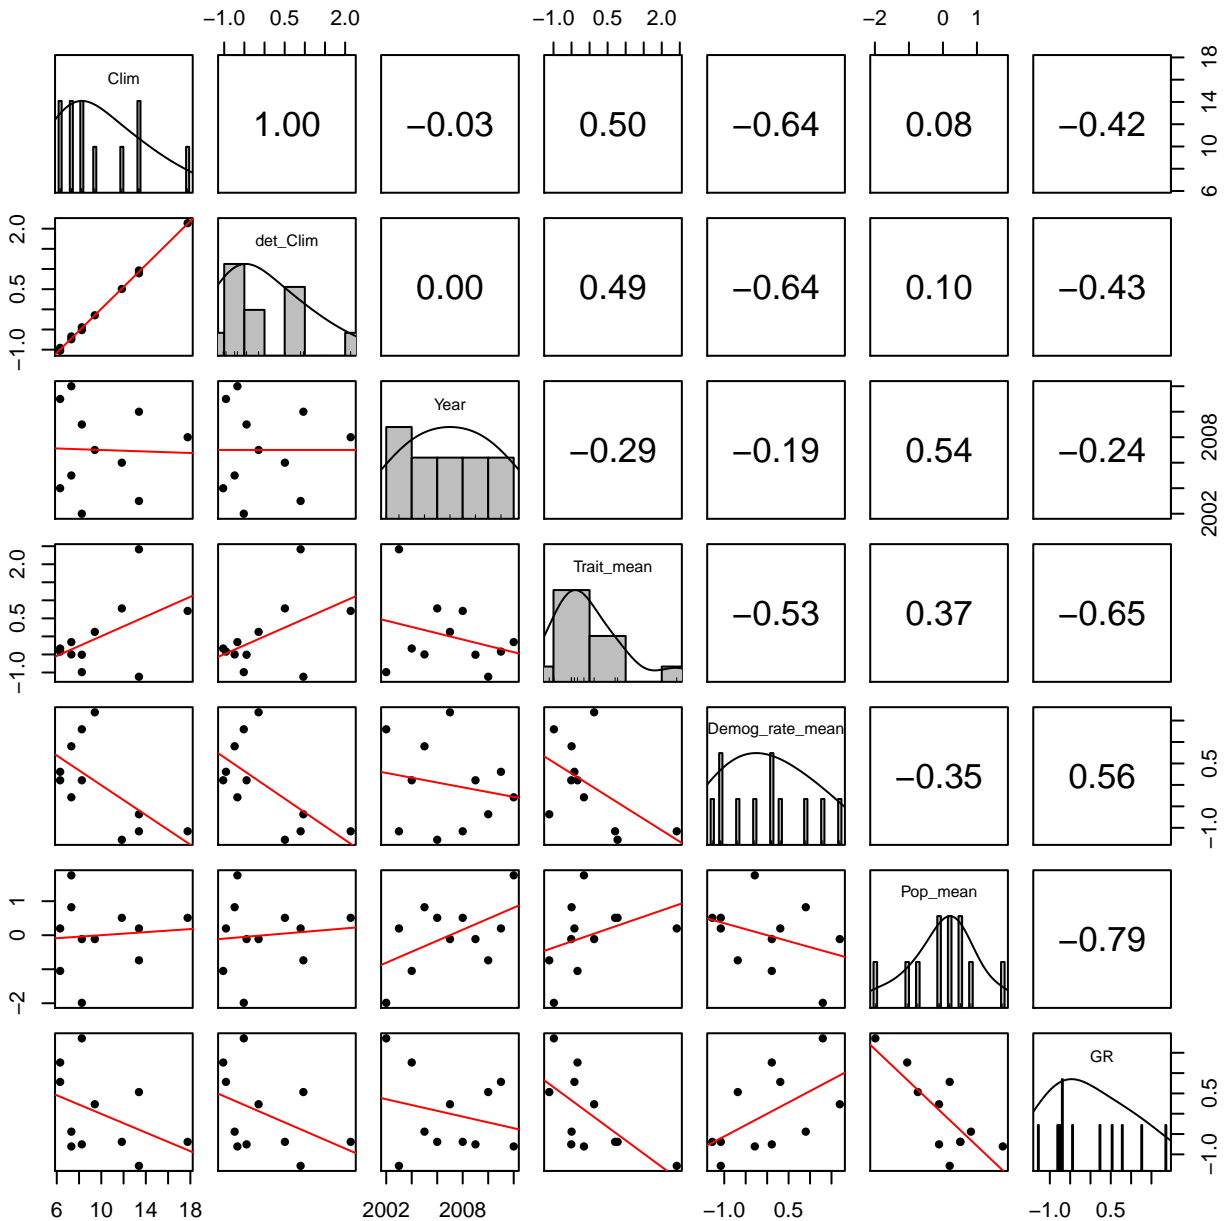 −1.0 0.5 2.0 −1.0 0.5 2.0 −2 0 1
Clim 1.00 −0.03 0.50 −0.64 0.08 −0.42 6 10 14 18
−1.0 0.5 2.0 det_Clim 0.00 0.49 −0.64 0.10 −0.43
Year −0.29 −0.19 0.54 −0.24 2002 2008
−1.0 0.5 2.0 Trait_mean −0.53 0.37 −0.65
Demog_rate_mean −0.35 0.56 −1.0 0.5
−2 0 1 Pop_mean −0.79
GR −1.0 0.5
6 10 14 18 2002 2008 −1.0 0.5 −1.0 0.5